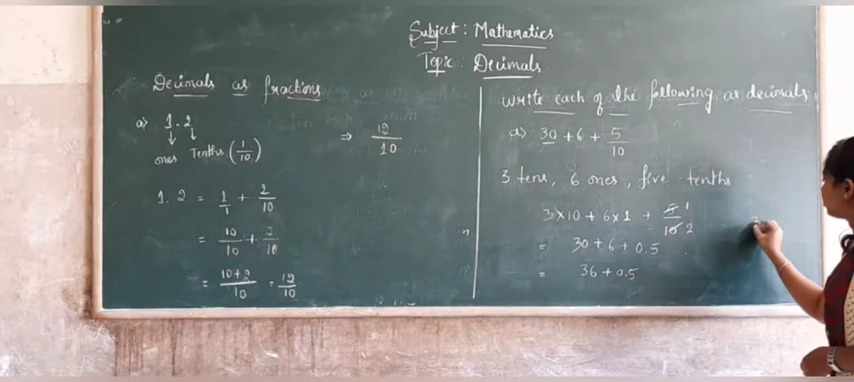 Subject : Mathematics
Topic : Decimals
Decimals as fractions
a) 1.2
ones Tenths (1/10)
⇒ 12/10
1.2 = 1/1 + 2/10
= 10/10 + 2/10
= 10+2/10 = 12/10
Write each of the following as decimals
a) 30 + 6 + 5/10
3 tens, 6 ones, five tenths
3×10 + 6×1 + 5/10 1 2
= 30 + 6 + 0.5
= 36 + 0.5